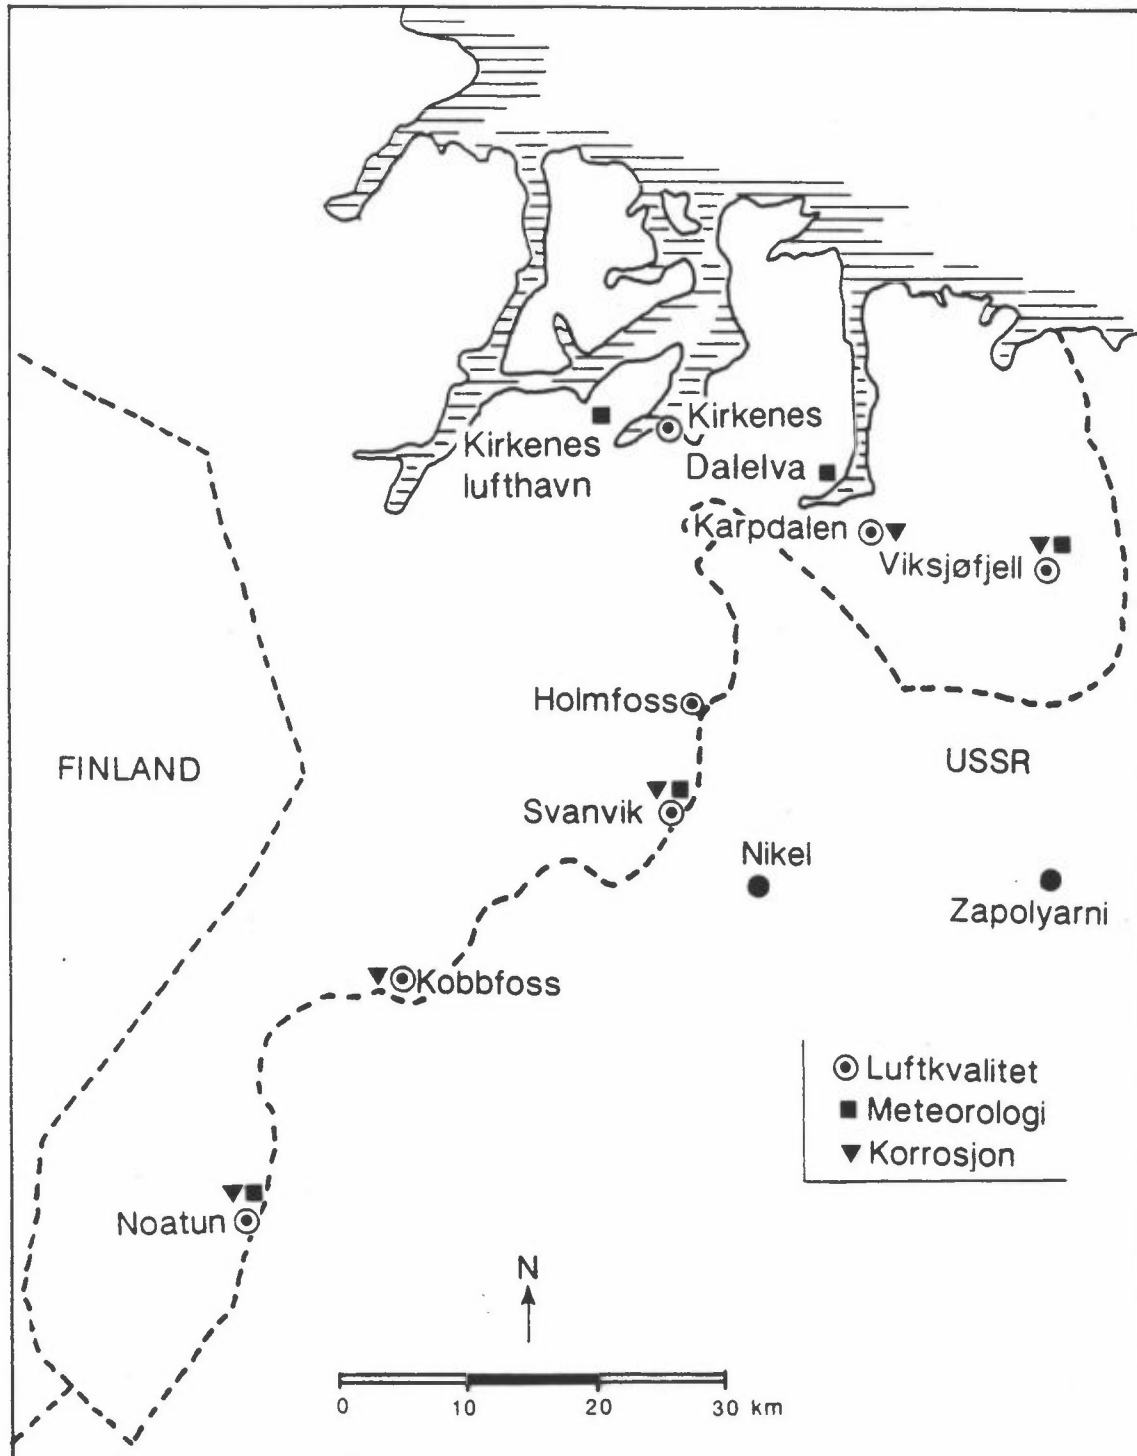 Kirkenes
Kirkenes
lufthavn
Dalelva
Karpdalen
Viksjøfjell
Holmfoss
FINLAND
USSR
Svanvik
Nikel
Zapolyarni
Kobbfoss
Luftkvalitet
Meteorologi
Korrosjon
Noatun
N
0 10 20 30 km